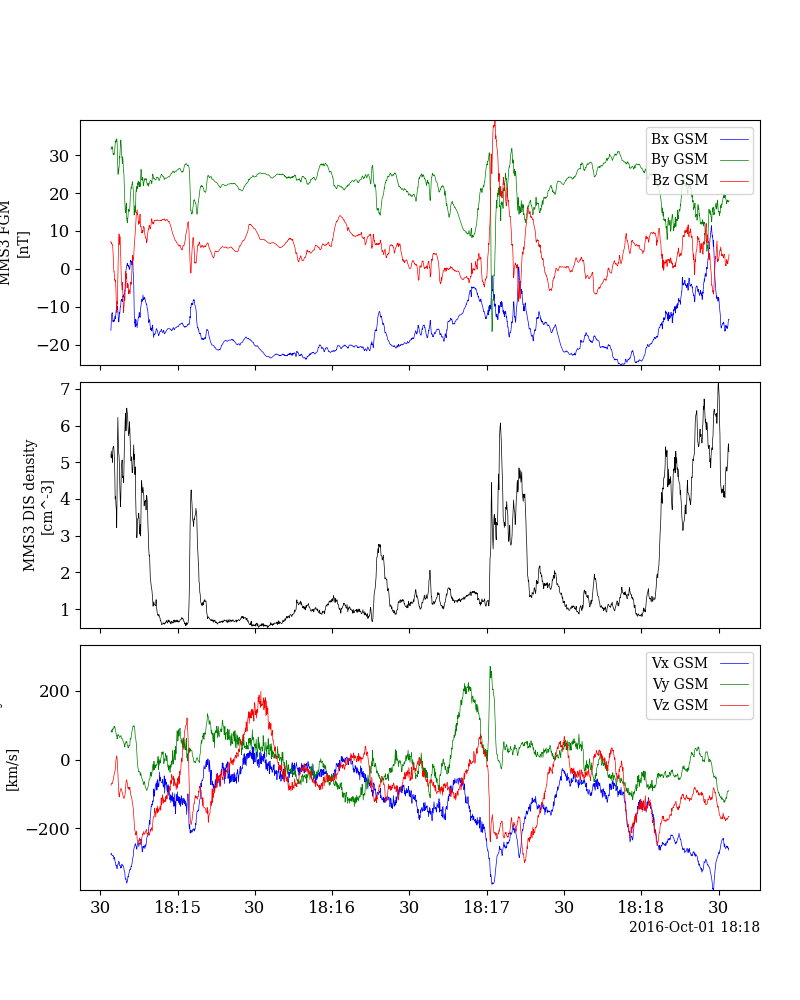 MMS3 FGM
[nT]
30
20
10
0
−10
−20
Bx GSM
By GSM
Bz GSM
MMS3 DIS density
[cm^-3]
7
6
5
4
3
2
1
[km/s]
200
0
−200
Vx GSM
Vy GSM
Vz GSM
30 18:15 30 18:16 30 18:17 30 18:18 30
2016-Oct-01 18:18